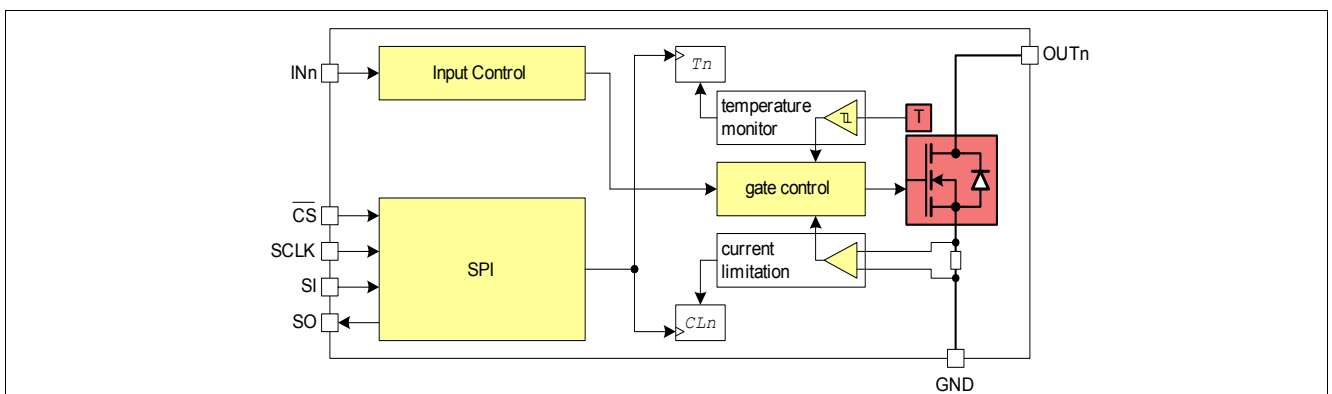 INn
Input Control
Tn
OUTn
temperature
monitor
T
gate control
CS
SCLK
SI
SO
SPI
current
limitation
CLn
GND